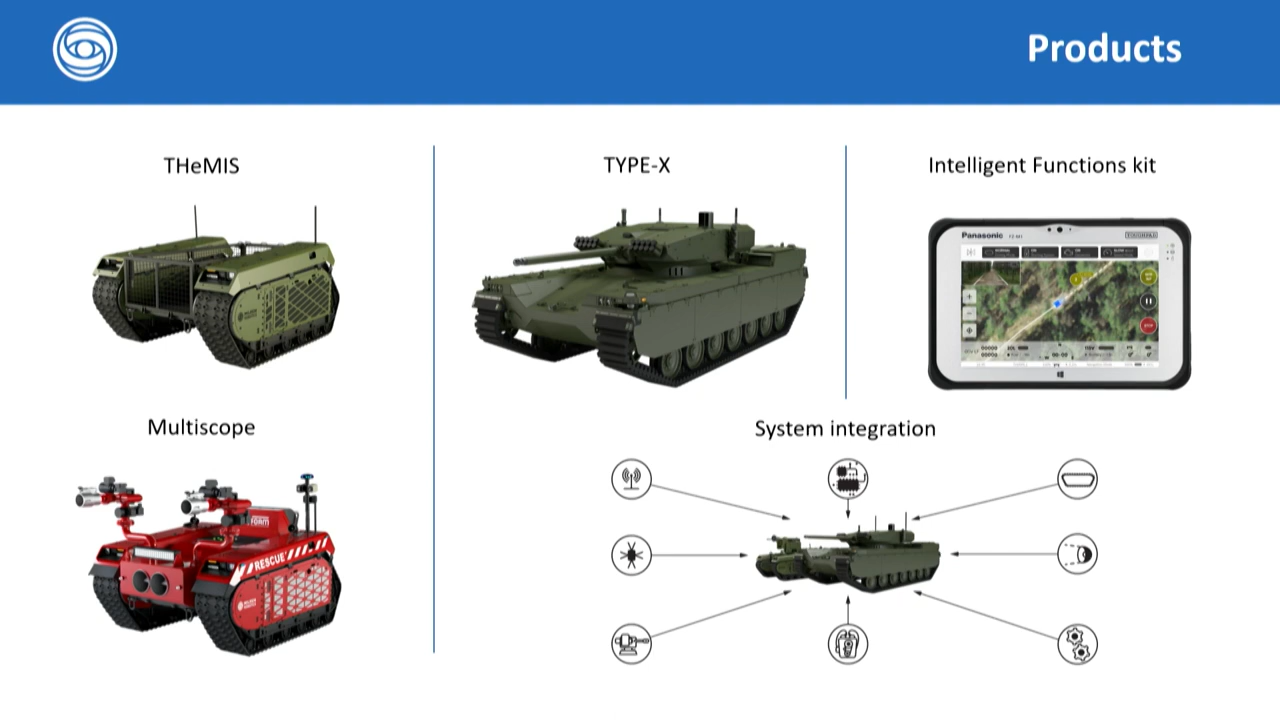 Products
THeMIS
TYPE-X
Intelligent Functions kit
Panasonic
Multiscope
System integration
RESCUE